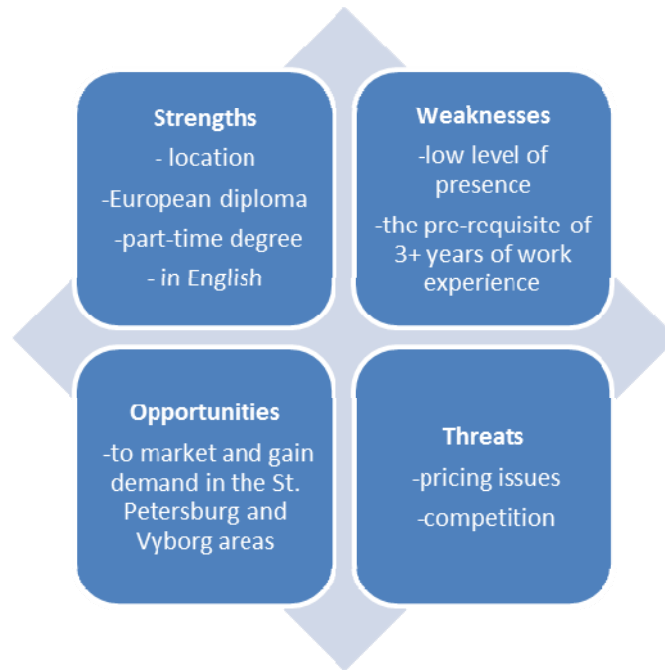 Strengths
- location
-European diploma
-part-time degree
- in English
Weaknesses
-low level of
presence
-the pre-requisite of
3+ years of work
experience
Opportunities
-to market and gain
demand in the St.
Petersburg and
Vyborg areas
Threats
-pricing issues
-competition